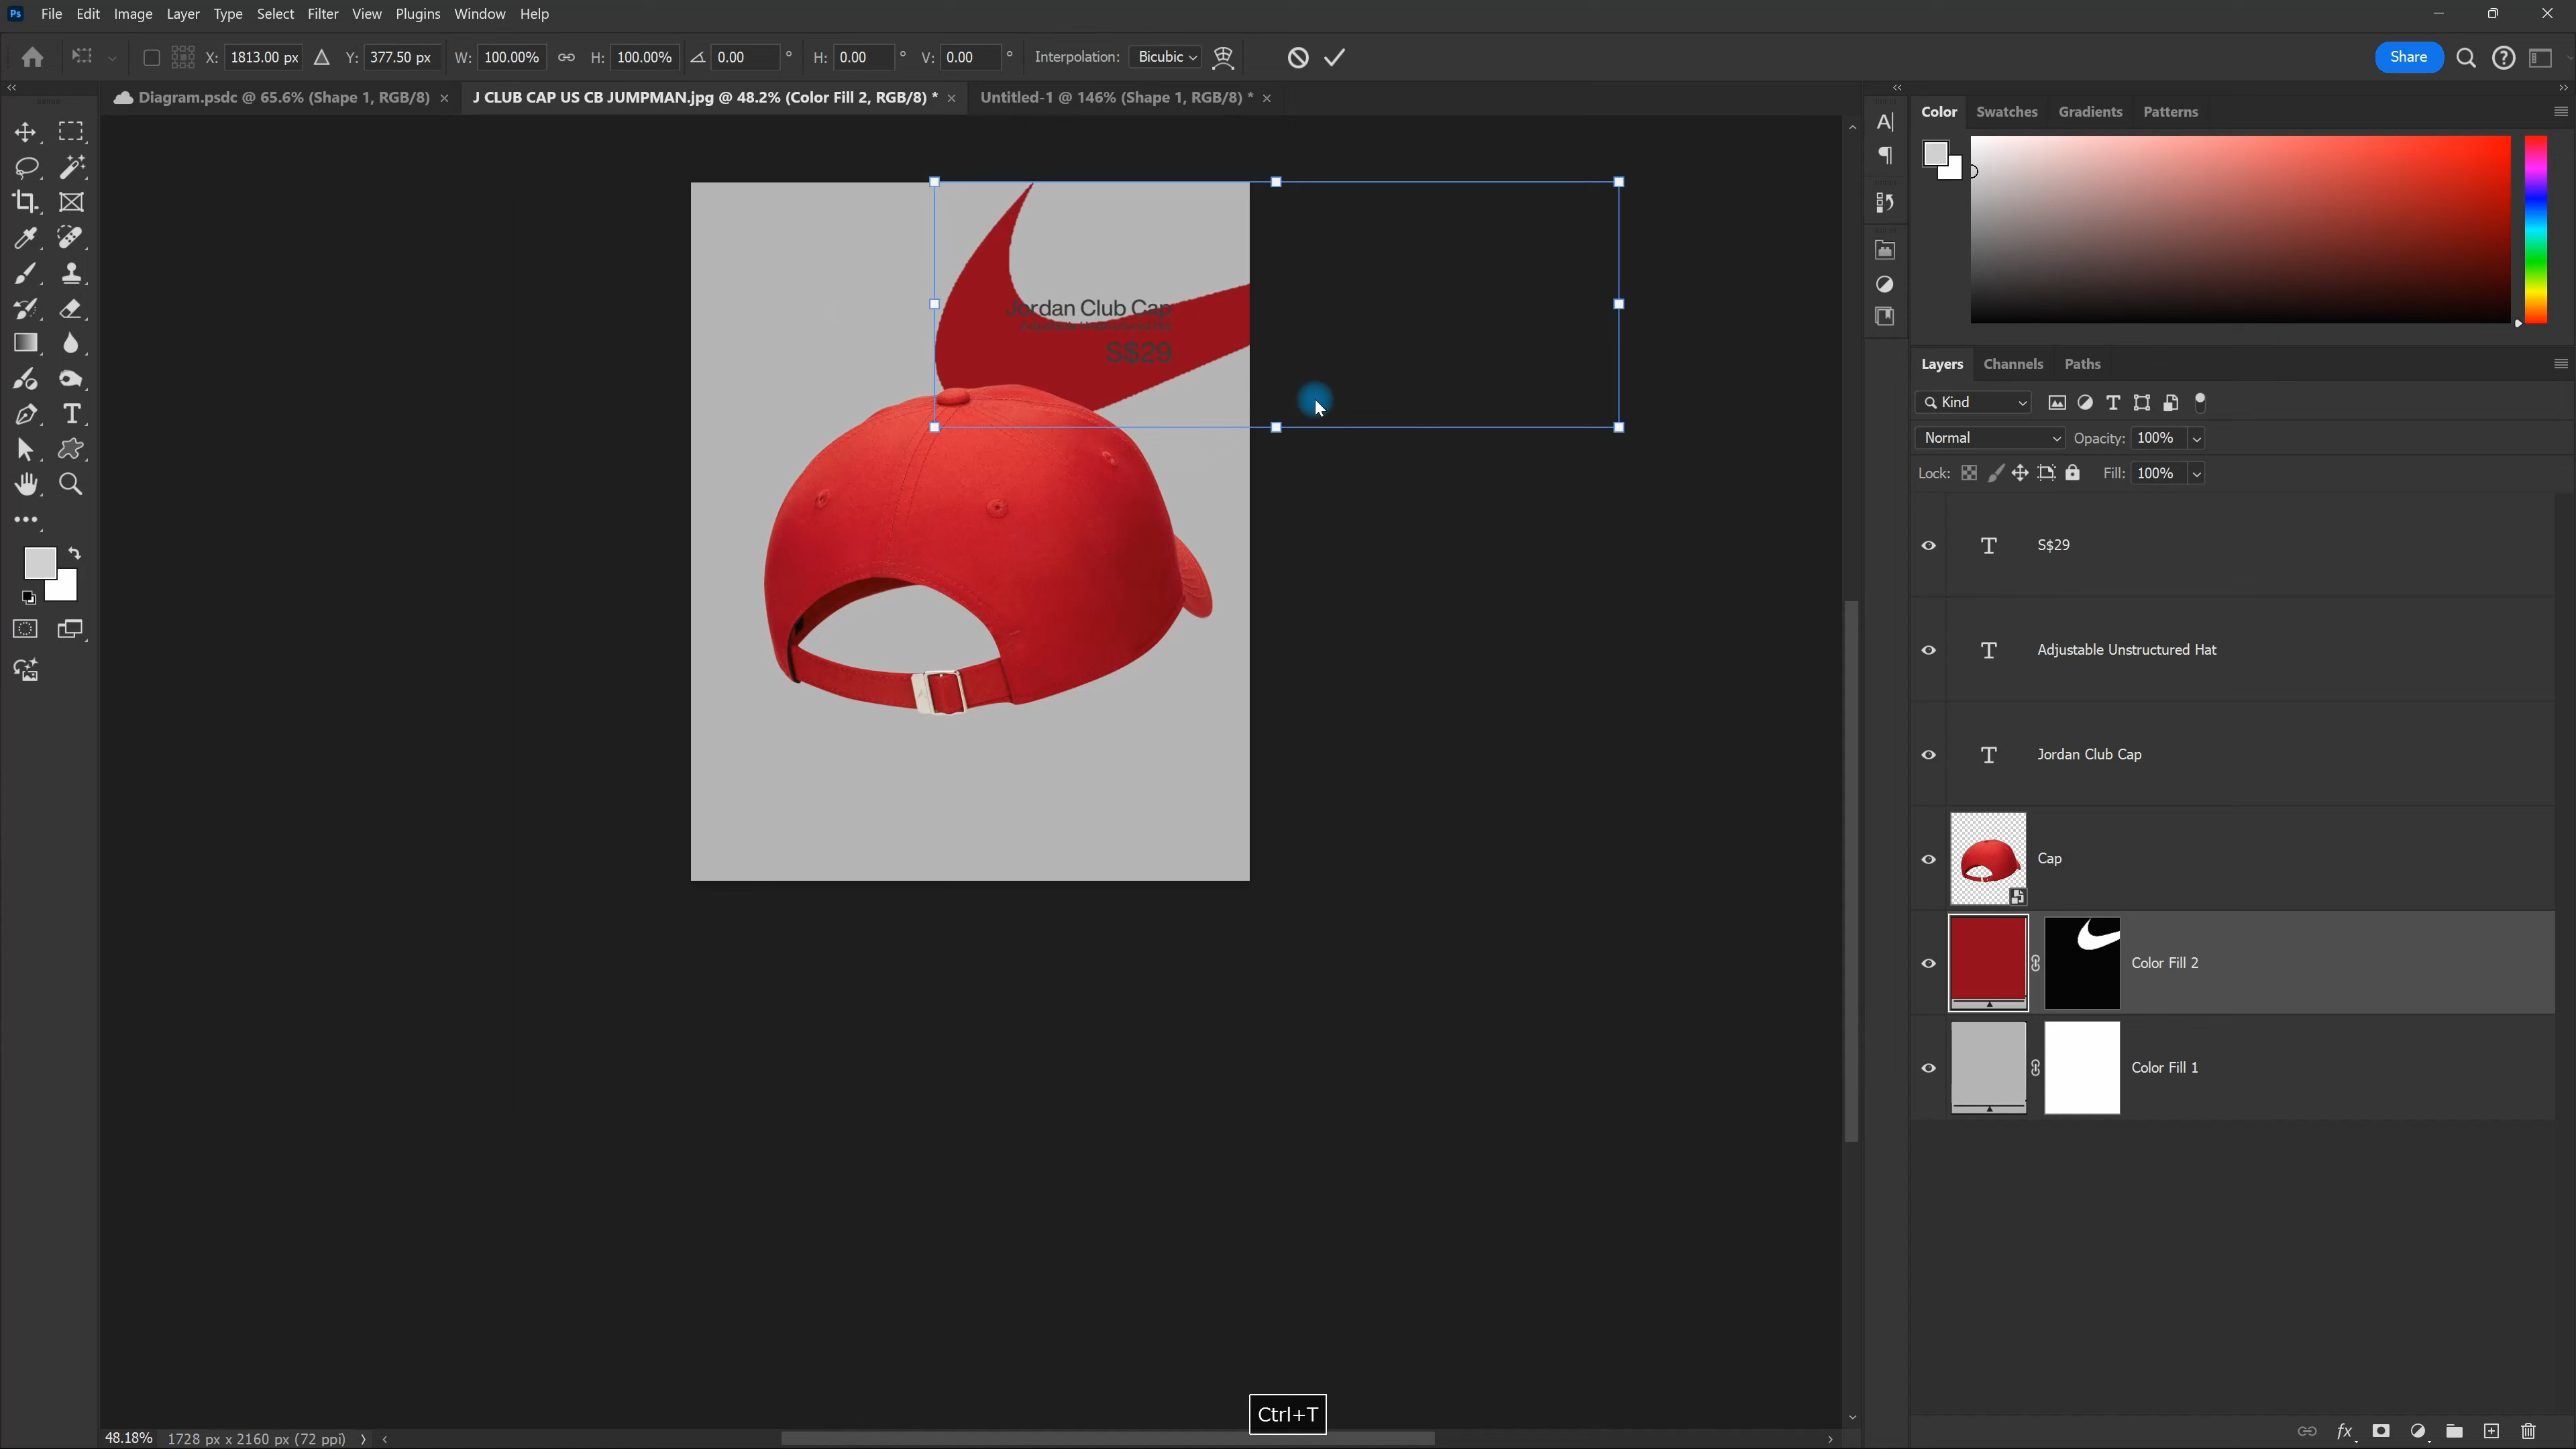 Ps File Edit Image Layer Type Select Filter View Plugins Window Help
X: 1813.00 px Y: 377.50 px W: 100.00% H: 100.00% 0.00 ° H: 0.00 ° V: 0.00 ° Interpolation: Bicubic Share
Diagram.psdc @ 65.6% (Shape 1, RGB/8) × J CLUB CAP US CB JUMPMAN.jpg @ 48.2% (Color Fill 2, RGB/8) * × Untitled-1 @ 146% (Shape 1, RGB/8) * ×
Color Swatches Gradients Patterns
Jordan Club Cap
S$29
Layers Channels Paths
Kind
Normal Opacity: 100%
Lock: Fill: 100%
S$29
Adjustable Unstructured Hat
Jordan Club Cap
Cap
Color Fill 2
Color Fill 1
Ctrl+T
48.18% 1728 px x 2160 px (72 ppi)